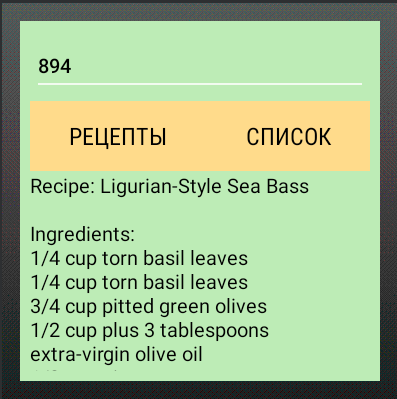 894
РЕЦЕПТЫ СПИСОК
Recipe: Ligurian-Style Sea Bass
Ingredients:
1/4 cup torn basil leaves
1/4 cup torn basil leaves
3/4 cup pitted green olives
1/2 cup plus 3 tablespoons
extra-virgin olive oil